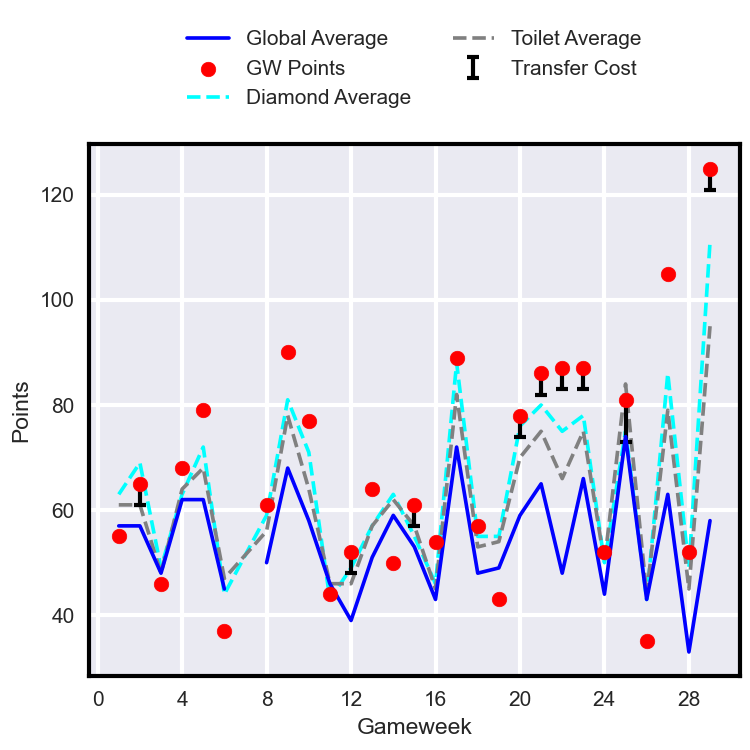 Global Average
GW Points
Diamond Average
Toilet Average
Transfer Cost
120
100
80
60
40
Points
0 4 8 12 16 20 24 28
Gameweek